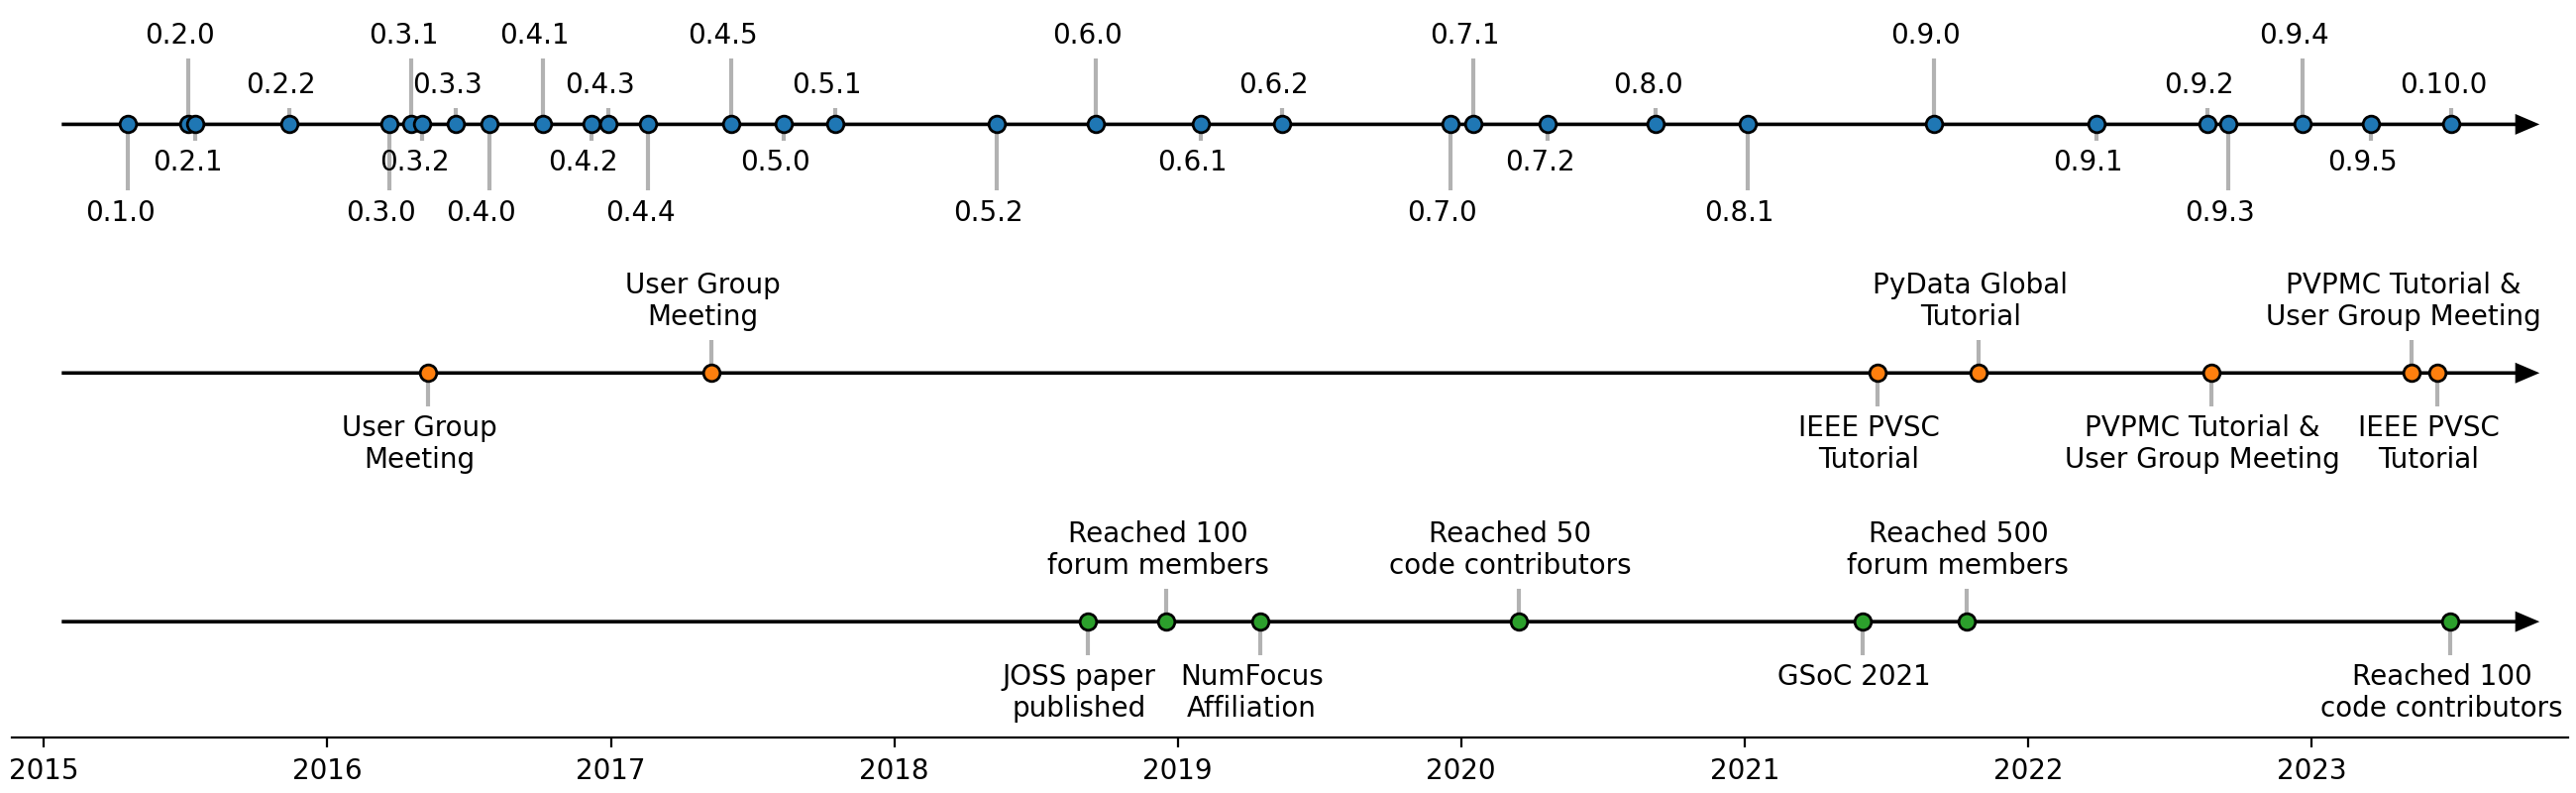 0.2.0 0.3.1 0.4.1 0.4.5 0.6.0 0.7.1 0.9.0 0.9.4
0.2.2 0.3.3 0.4.3 0.5.1 0.6.2 0.8.0 0.9.2 0.10.0
0.2.1 0.3.2 0.4.2 0.5.0 0.6.1 0.7.2 0.9.1 0.9.5
0.1.0 0.3.0 0.4.0 0.4.4 0.5.2 0.7.0 0.8.1 0.9.3
User Group
Meeting
PyData Global
Tutorial
PVPMC Tutorial &
User Group Meeting
User Group
Meeting
IEEE PVSC
Tutorial
PVPMC Tutorial &
User Group Meeting
IEEE PVSC
Tutorial
Reached 100
forum members
Reached 50
code contributors
Reached 500
forum members
JOSS paper
published
NumFocus
Affiliation
GSoC 2021
Reached 100
code contributors
2015 2016 2017 2018 2019 2020 2021 2022 2023